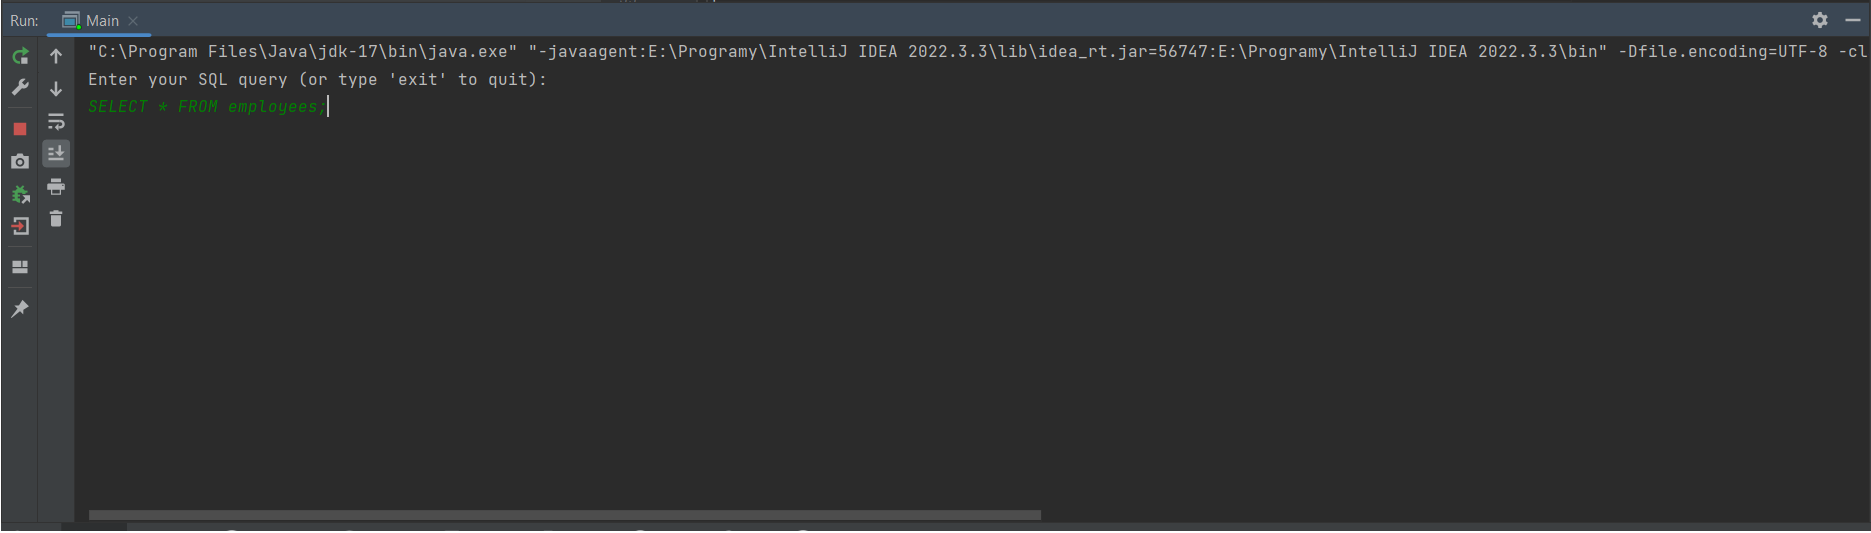 Run: Main
"C:\Program Files\Java\jdk-17\bin\java.exe" "-javaagent:E:\Programy\IntelliJ IDEA 2022.3.3\lib\idea_rt.jar=56747:E:\Programy\IntelliJ IDEA 2022.3.3\bin" -Dfile.encoding=UTF-8 -cl
Enter your SQL query (or type 'exit' to quit):
SELECT * FROM employees;